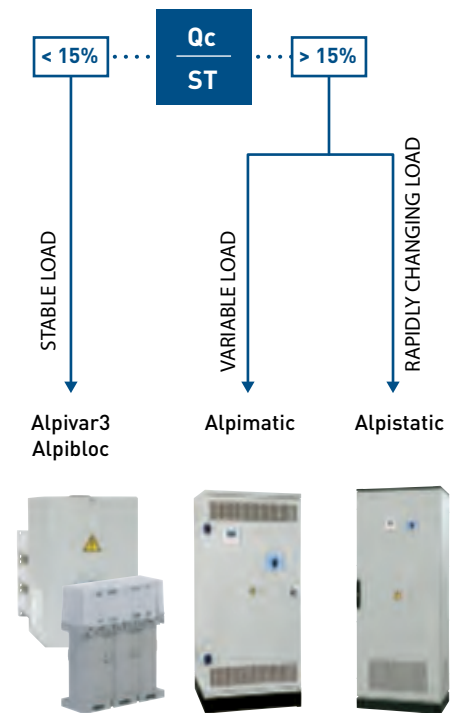 Qc
ST
< 15%
> 15%
STABLE LOAD
VARIABLE LOAD
RAPIDLY CHANGING LOAD
Alpivar3
Alpibloc
Alpimatic
Alpistatic